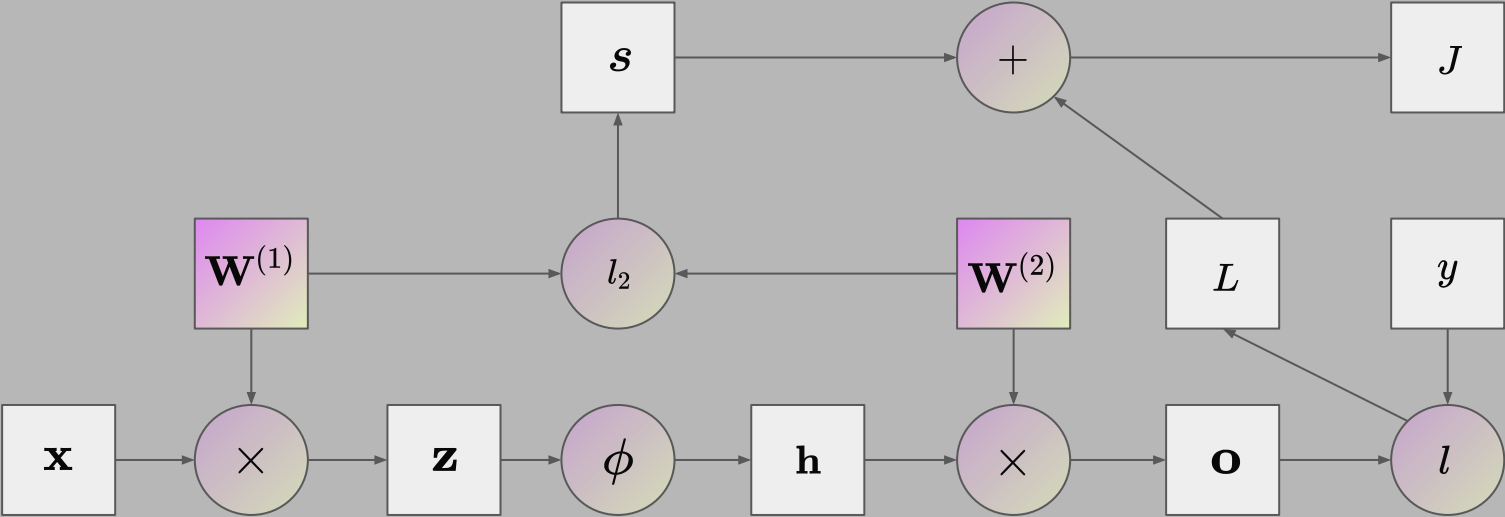 s + J
W(1) l₂ W(2) L y
x × z ϕ h × o l